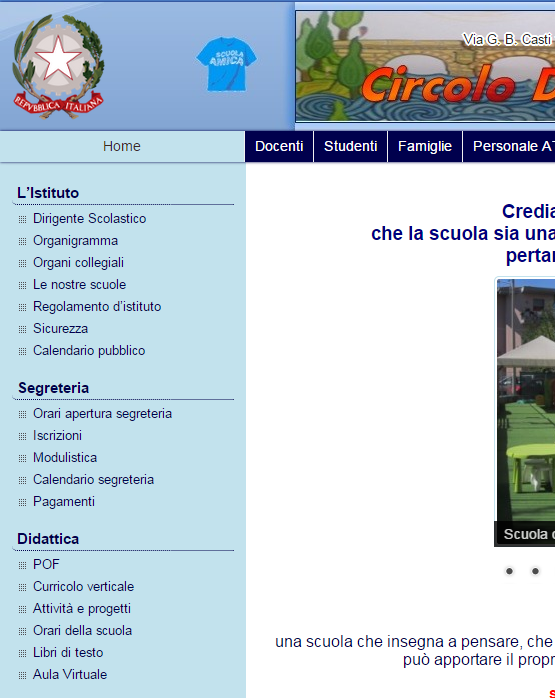 SCUOLA
AMICA
REPVBBLICA ITALIANA
Via G. B. Casti
Circolo D
Home
Docenti
Studenti
Famiglie
Personale AT
L'Istituto
Dirigente Scolastico
Organigramma
Organi collegiali
Le nostre scuole
Regolamento d'istituto
Sicurezza
Calendario pubblico
Segreteria
Orari apertura segreteria
Iscrizioni
Modulistica
Calendario segreteria
Pagamenti
Didattica
POF
Curricolo verticale
Attività e progetti
Orari della scuola
Libri di testo
Aula Virtuale
Credia
che la scuola sia una
pertan
Scuola d
una scuola che insegna a pensare, che
può apportare il propr
s